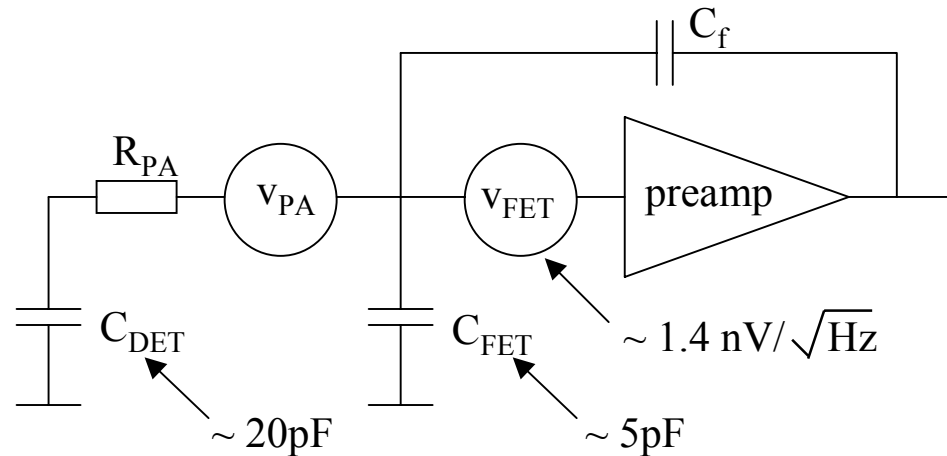 C_f
R_PA
v_PA
v_FET
preamp
C_DET
C_FET
~ 1.4 nV/√Hz
~ 20pF
~ 5pF